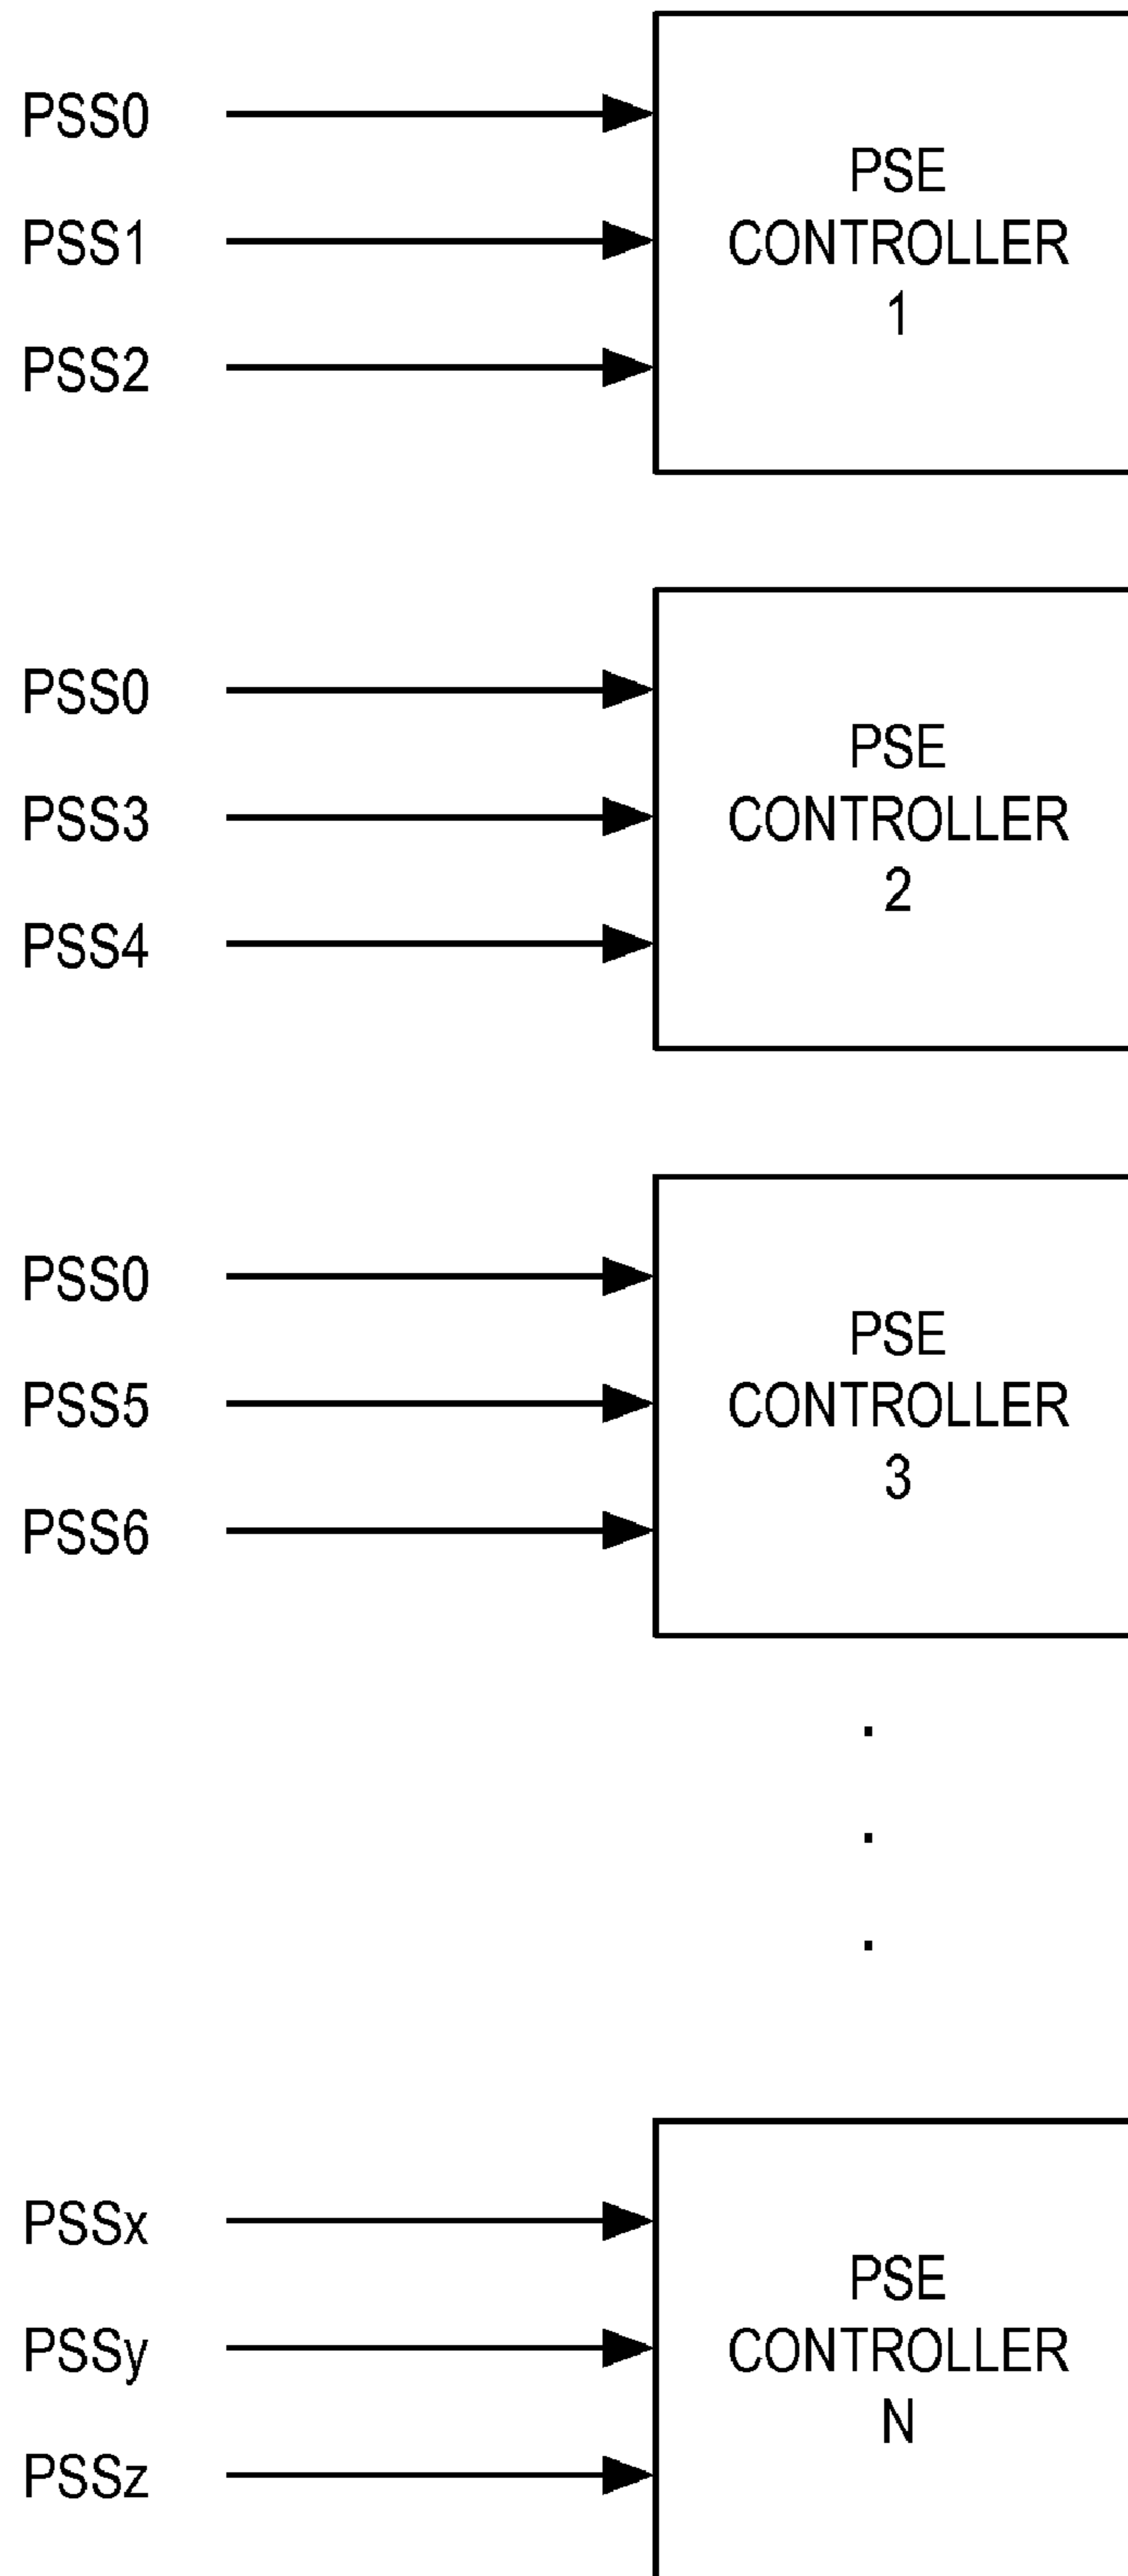 PSS0
PSS1
PSS2
PSE
CONTROLLER
1
PSS0
PSS3
PSS4
PSE
CONTROLLER
2
PSS0
PSS5
PSS6
PSE
CONTROLLER
3
.
.
.
PSSx
PSSy
PSSz
PSE
CONTROLLER
N